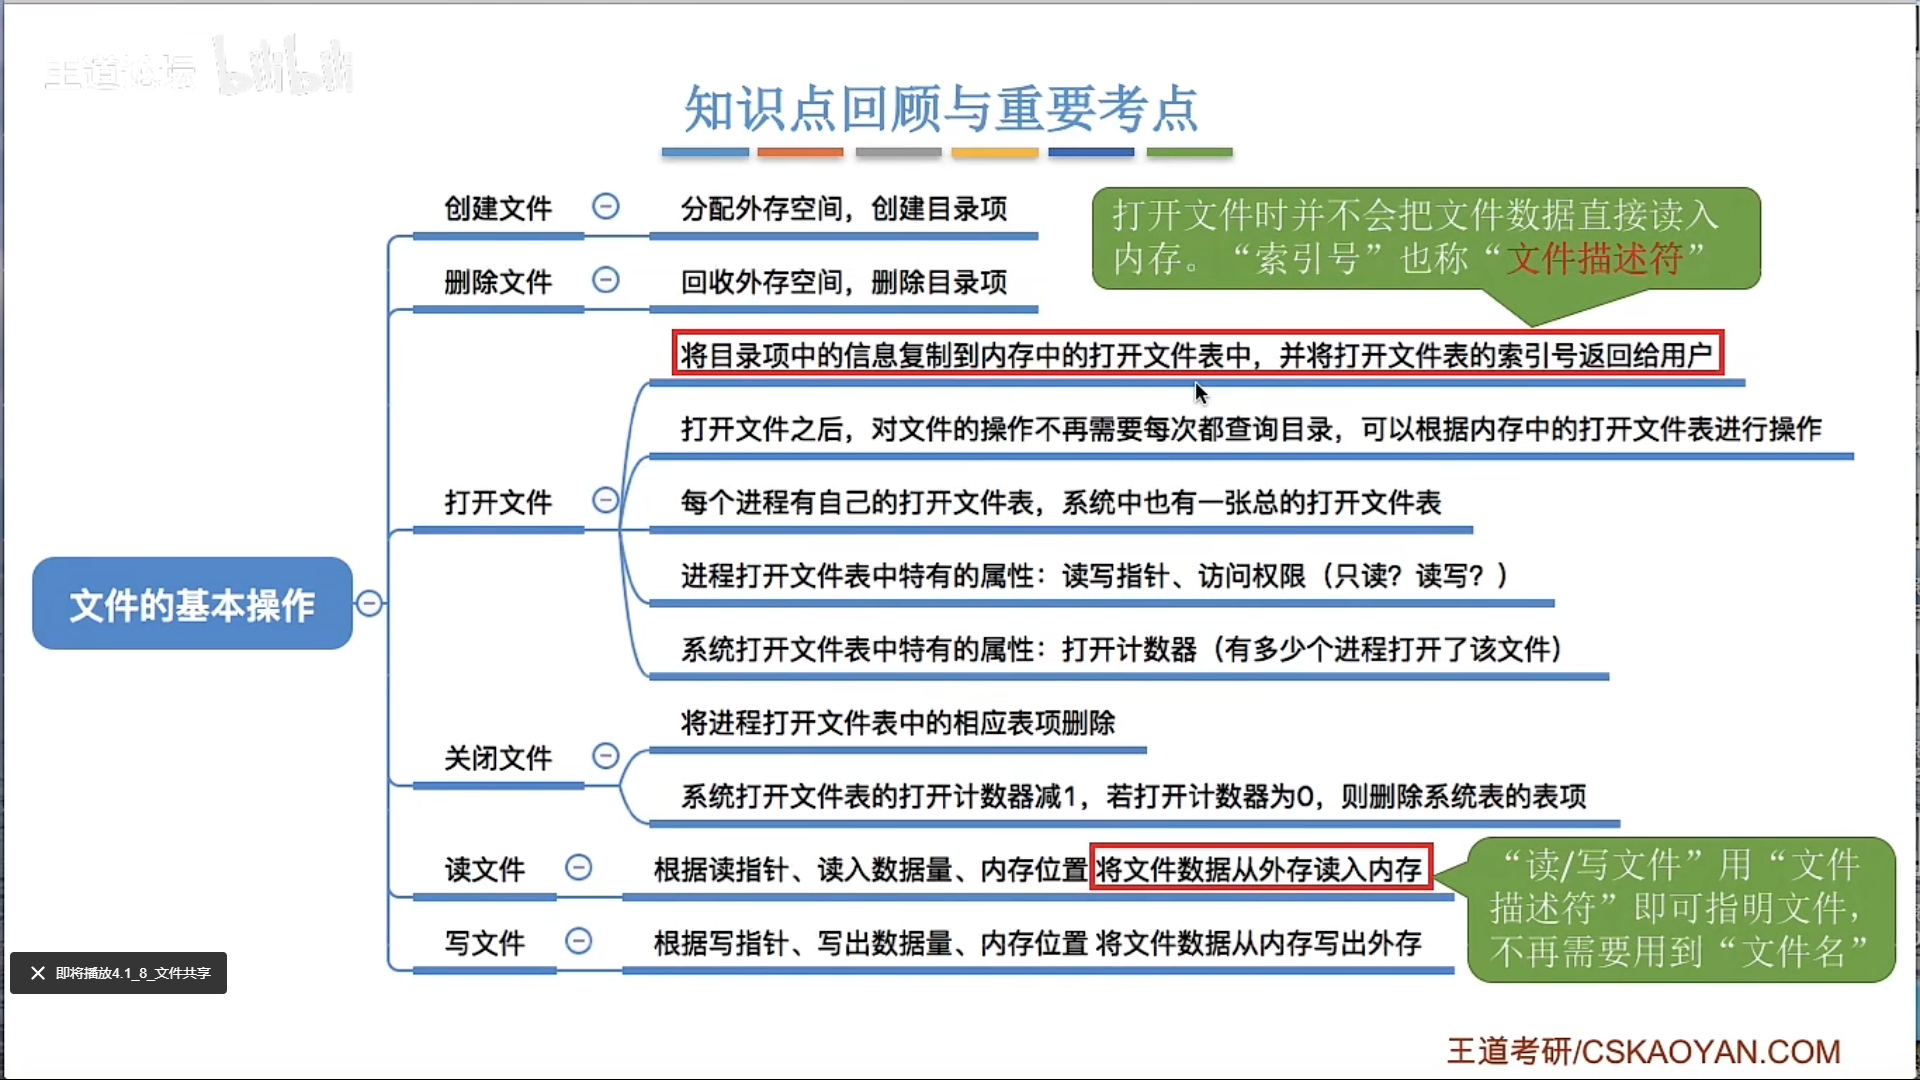 王道论坛 bilibili
知识点回顾与重要考点
创建文件
分配外存空间，创建目录项
打开文件时并不会把文件数据直接读入
内存。“索引号”也称“文件描述符”
删除文件
回收外存空间，删除目录项
将目录项中的信息复制到内存中的打开文件表中，并将打开文件表的索引号返回给用户
打开文件之后，对文件的操作不再需要每次都查询目录，可以根据内存中的打开文件表进行操作
打开文件
每个进程有自己的打开文件表，系统中也有一张总的打开文件表
进程打开文件表中特有的属性：读写指针、访问权限（只读？读写？）
文件的基本操作
系统打开文件表中特有的属性：打开计数器（有多少个进程打开了该文件）
将进程打开文件表中的相应表项删除
关闭文件
系统打开文件表的打开计数器减1，若打开计数器为0，则删除系统表的表项
读文件
根据读指针、读入数据量、内存位置将文件数据从外存读入内存
“读/写文件”用“文件
描述符”即可指明文件，
不再需要用到“文件名”
写文件
根据写指针、写出数据量、内存位置 将文件数据从内存写出外存
即将播放4.1_8_文件共享
王道考研/CSKAOYAN.COM